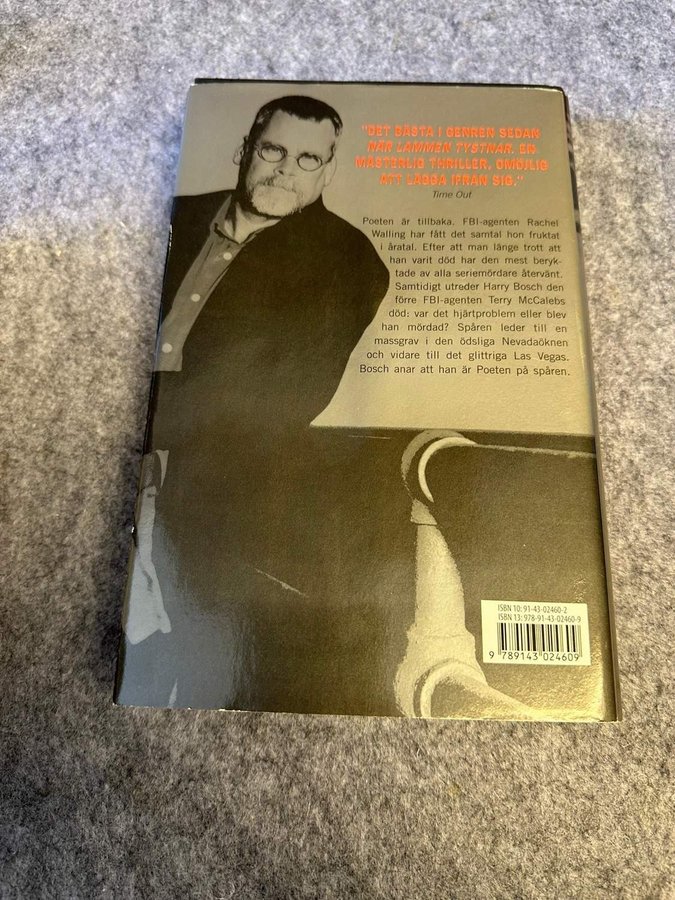 "DET BÄSTA I GENREN SEDAN
NÄR LAMMEN TYSTNAR. EN
MÄSTERLIG THRILLER, OMÖJLIG
ATT LÄGGA IFRÅN SIG."
Time Out
Poeten är tillbaka. FBI-agenten Rachel
Walling har fått det samtal hon fruktat
i åratal. Efter att man länge trott att
han varit död har den mest beryk-
tade av alla seriemördare återvänt.
Samtidigt utreder Harry Bosch den
förre FBI-agenten Terry McCalebs
död: var det hjärtproblem eller blev
han mördad? Spåren leder till en
massgrav i den ödsliga Nevadaöknen
och vidare till det glittriga Las Vegas.
Bosch anar att han är Poeten på spåren.
ISBN 10: 91-43-02460-2
ISBN 13: 978-91-43-02460-9
9 789143 024609